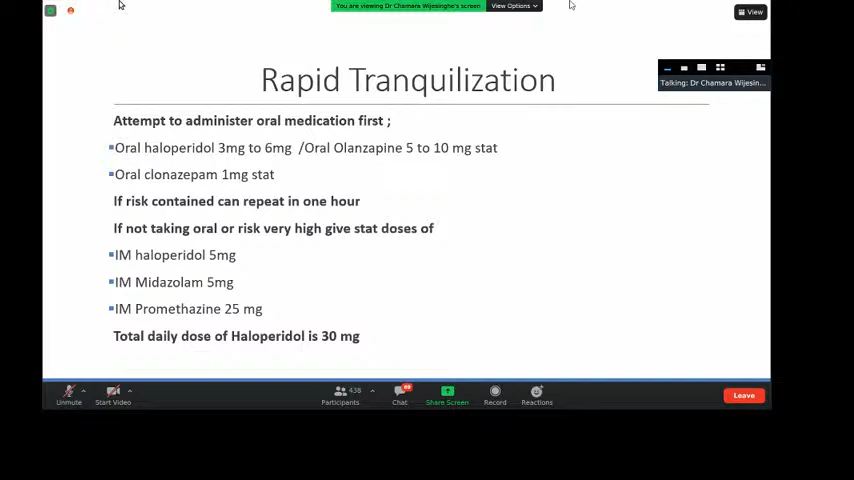 You are viewing Dr Chamara Wijesinghe's screen
View Options
View
Talking: Dr Chamara Wijesin...
Rapid Tranquilization
Attempt to administer oral medication first ;
Oral haloperidol 3mg to 6mg /Oral Olanzapine 5 to 10 mg stat
Oral clonazepam 1mg stat
If risk contained can repeat in one hour
If not taking oral or risk very high give stat doses of
IM haloperidol 5mg
IM Midazolam 5mg
IM Promethazine 25 mg
Total daily dose of Haloperidol is 30 mg
Unmute
Start Video
438
Participants
Chat
Share Screen
Record
Reactions
Leave